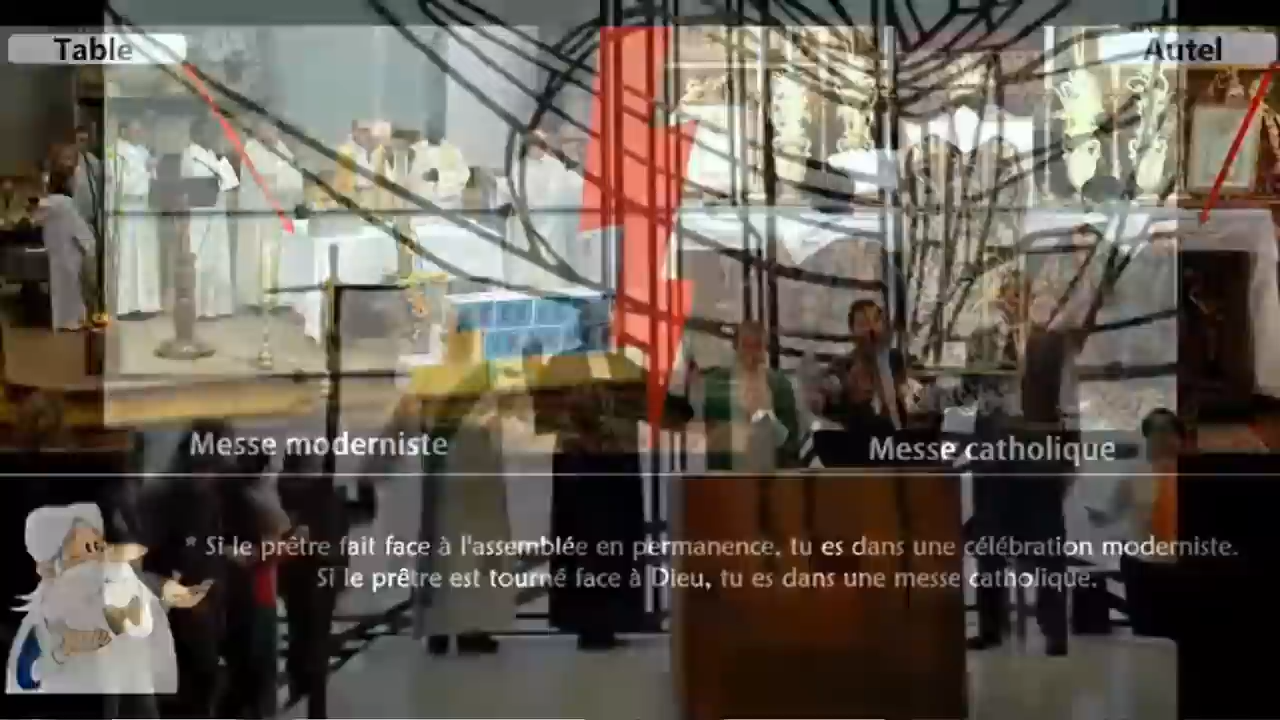 Table
Autel
Messe moderniste
Messe catholique
* Si le prêtre fait face à l'assemblée en permanence, tu es dans une célébration moderniste.
Si le prêtre est tourné face à Dieu, tu es dans une messe catholique.